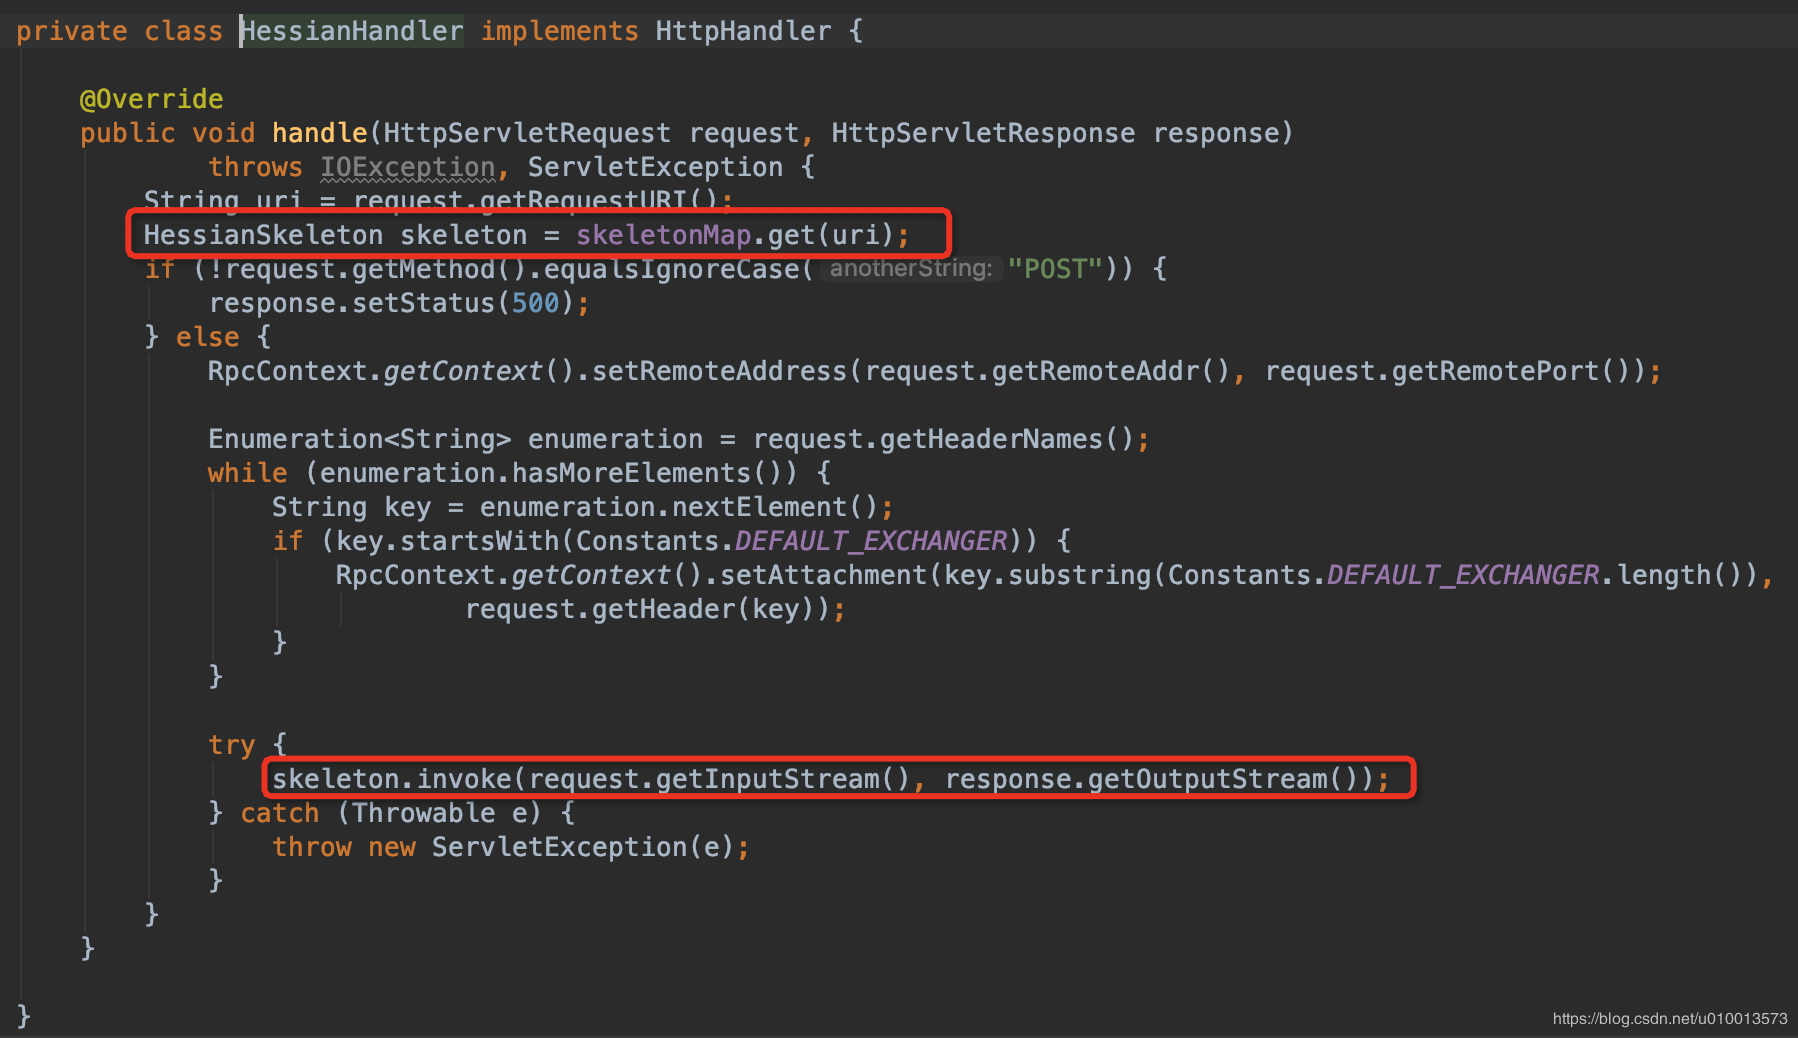 private class HessianHandler implements HttpHandler {
@Override
public void handle(HttpServletRequest request, HttpServletResponse response)
throws IOException, ServletException {
String uri = request.getRequestURI();
HessianSkeleton skeleton = skeletonMap.get(uri);
if (!request.getMethod().equalsIgnoreCase( anotherString: "POST")) {
response.setStatus(500);
} else {
RpcContext.getContext().setRemoteAddress(request.getRemoteAddr(), request.getRemotePort());
Enumeration<String> enumeration = request.getHeaderNames();
while (enumeration.hasMoreElements()) {
String key = enumeration.nextElement();
if (key.startsWith(Constants.DEFAULT_EXCHANGER)) {
RpcContext.getContext().setAttachment(key.substring(Constants.DEFAULT_EXCHANGER.length()),
request.getHeader(key));
}
}
try {
skeleton.invoke(request.getInputStream(), response.getOutputStream());
} catch (Throwable e) {
throw new ServletException(e);
}
}
}
}
https://blog.csdn.net/u010013573